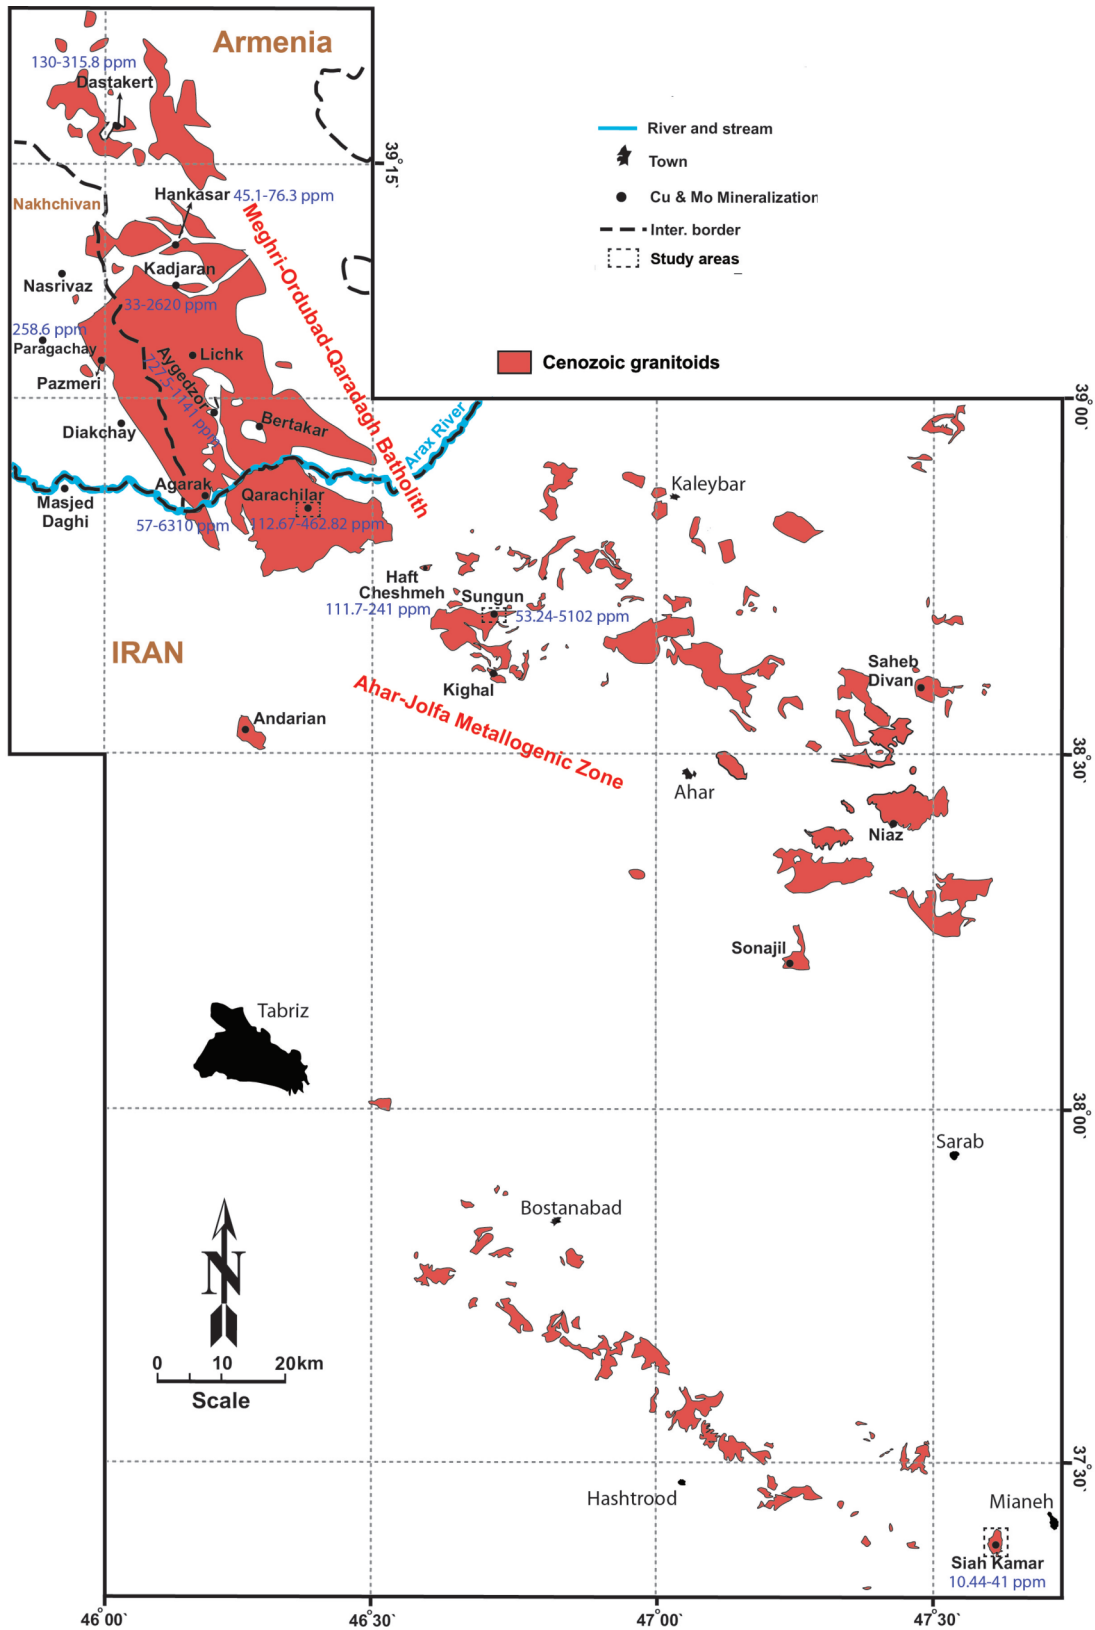 Armenia
130-315.8 ppm
Dastakert
39°15`
River and stream
Town
Cu & Mo Mineralization
Inter. border
Study areas
Cenozoic granitoids
Nakhchivan
Hankasar 45.1-76.3 ppm
Meghri-Ordubad-Qaradagh Batholith
Kadjaran
Nasrivaz
33-2620 ppm
258.6 ppm
Paragachay
Lichk
Pazmeri
Aygedzor
727.5-1141 ppm
Diakchay
Bertakar
Arax River
39°00`
Agarak
Qarachilar
Masjed
Daghi
57-6310 ppm
112.67-462.82 ppm
Kaleybar
Haft
Cheshmeh
111.7-241 ppm
Sungun
53.24-5102 ppm
IRAN
Kighal
Saheb
Divan
Ahar-Jolfa Metallogenic Zone
Andarian
38°30`
Ahar
Niaz
Sonajil
Tabriz
38°00`
Sarab
Bostanabad
N
0 10 20km
Scale
37°30`
Hashtrood
Mianeh
Siah Kamar
10.44-41 ppm
46°00` 46°30` 47°00` 47°30`